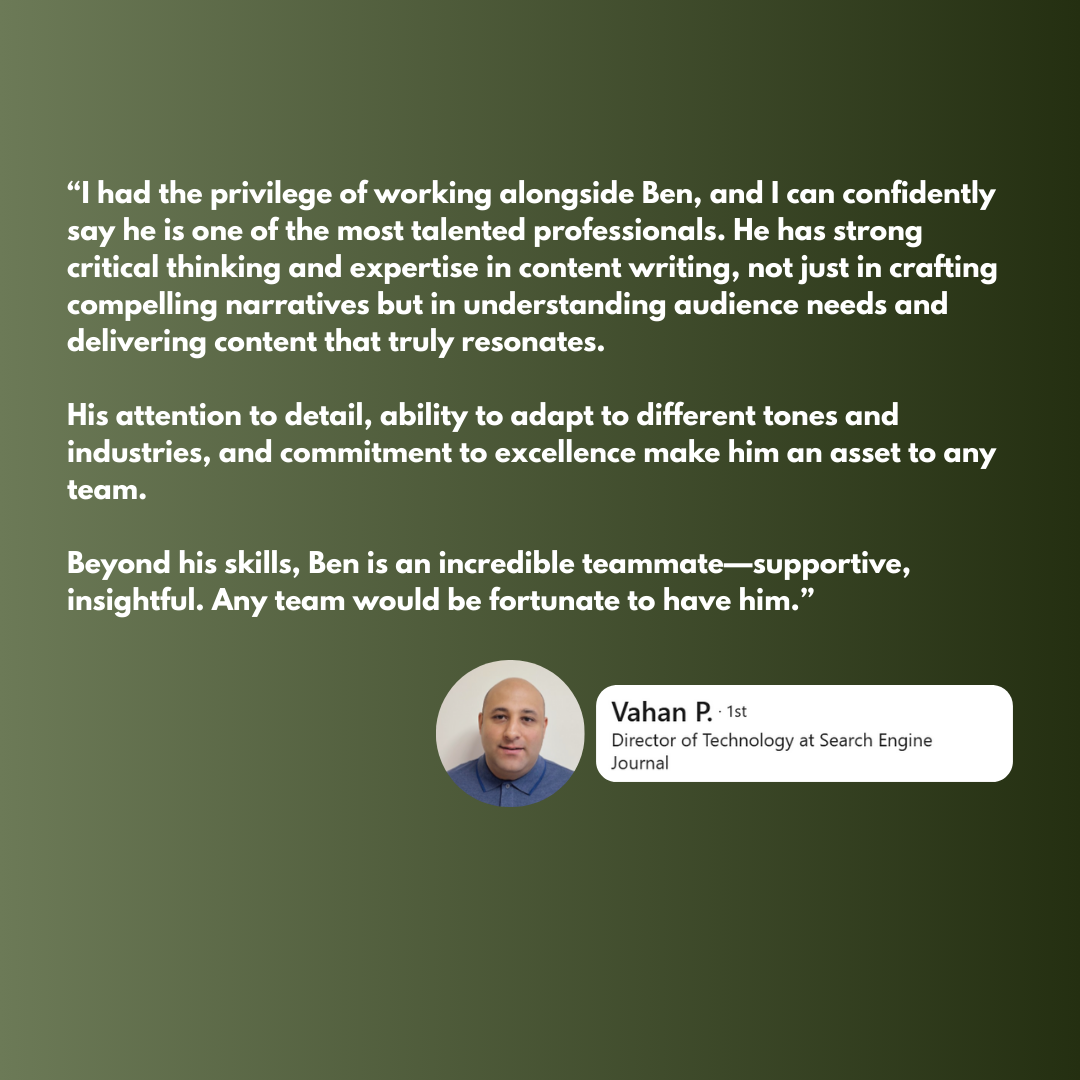 “I had the privilege of working alongside Ben, and I can confidently
say he is one of the most talented professionals. He has strong
critical thinking and expertise in content writing, not just in crafting
compelling narratives but in understanding audience needs and
delivering content that truly resonates.
His attention to detail, ability to adapt to different tones and
industries, and commitment to excellence make him an asset to any
team.
Beyond his skills, Ben is an incredible teammate—supportive,
insightful. Any team would be fortunate to have him.”
Vahan P. · 1st
Director of Technology at Search Engine
Journal